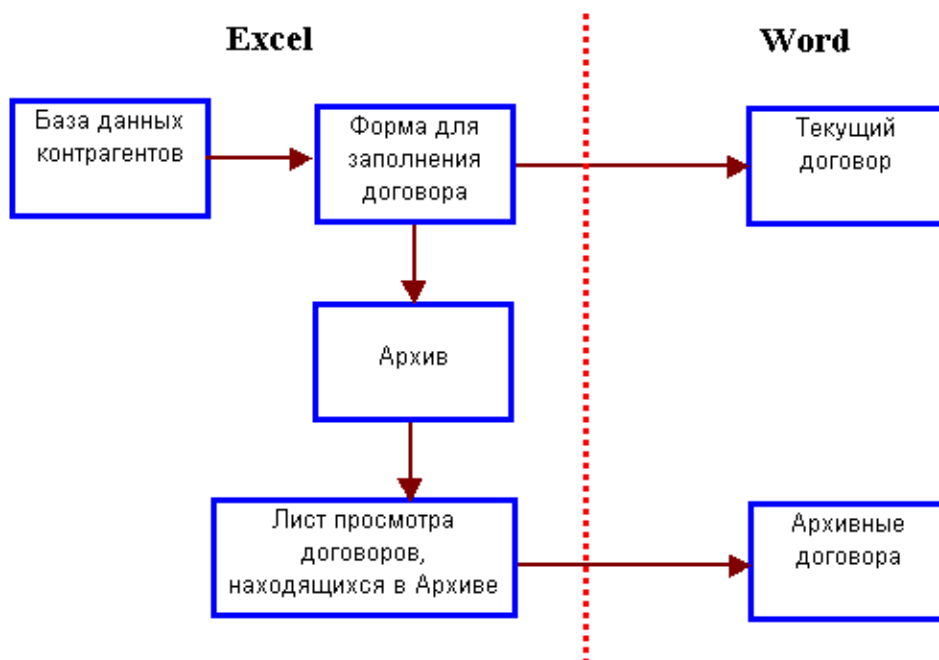 Excel
Word
База данных
контрагентов
Форма для
заполнения
договора
Текущий
договор
Архив
Лист просмотра
договоров,
находящихся в Архиве
Архивные
договора